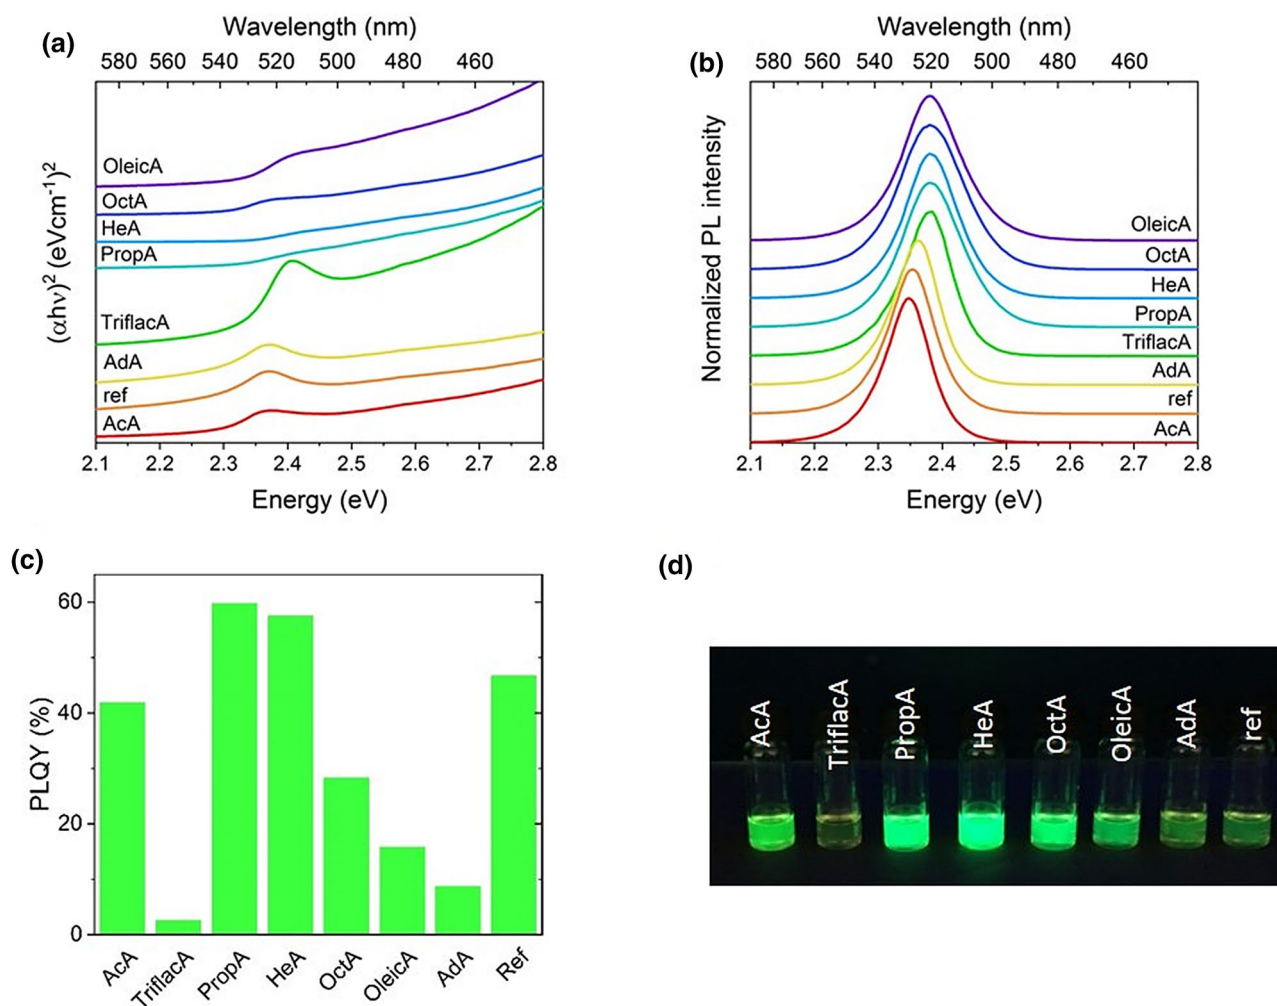 (a)
Wavelength (nm)
580 560 540 520 500 480 460
(αhν)² (eVcm⁻¹)²
OleicA
OctA
HeA
PropA
TriflacA
AdA
ref
AcA
2.1 2.2 2.3 2.4 2.5 2.6 2.7 2.8
Energy (eV)
(b)
Wavelength (nm)
580 560 540 520 500 480 460
Normalized PL intensity
OleicA
OctA
HeA
PropA
TriflacA
AdA
ref
AcA
2.1 2.2 2.3 2.4 2.5 2.6 2.7 2.8
Energy (eV)
(c)
PLQY (%)
60
40
20
0
AcA TriflacA PropA HeA OctA OleicA AdA Ref
(d)
AcA TriflacA PropA HeA OctA OleicA AdA ref